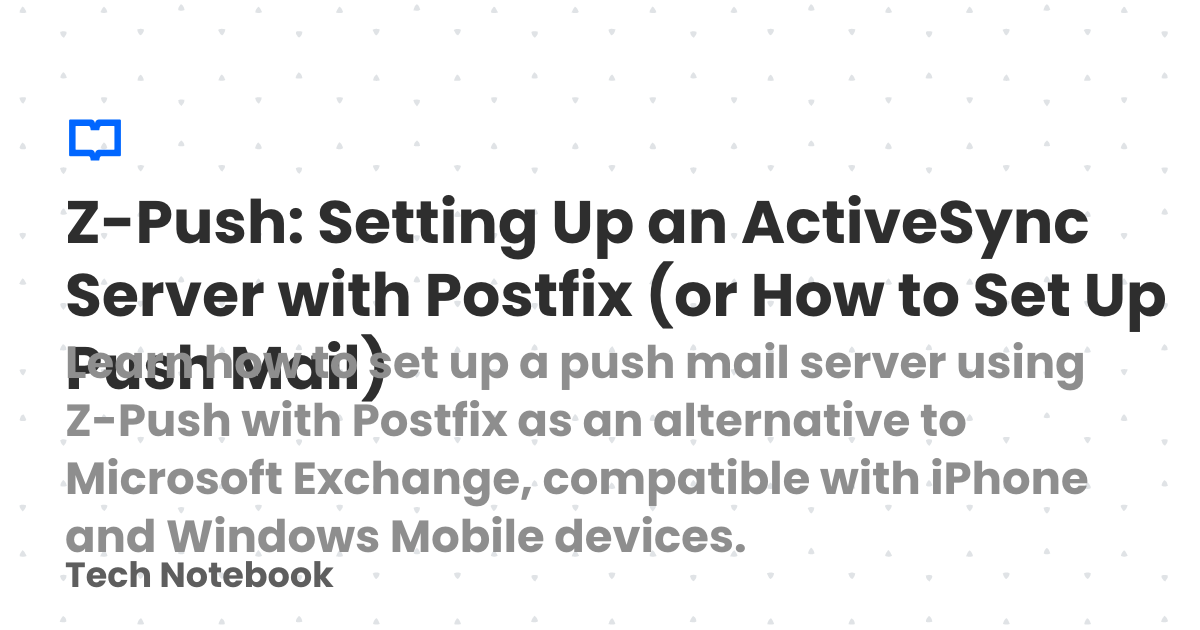 Z-Push: Setting Up an ActiveSync
Server with Postfix (or How to Set Up
Push Mail)
Learn how to set up a push mail server using
Z-Push with Postfix as an alternative to
Microsoft Exchange, compatible with iPhone
and Windows Mobile devices.
Tech Notebook